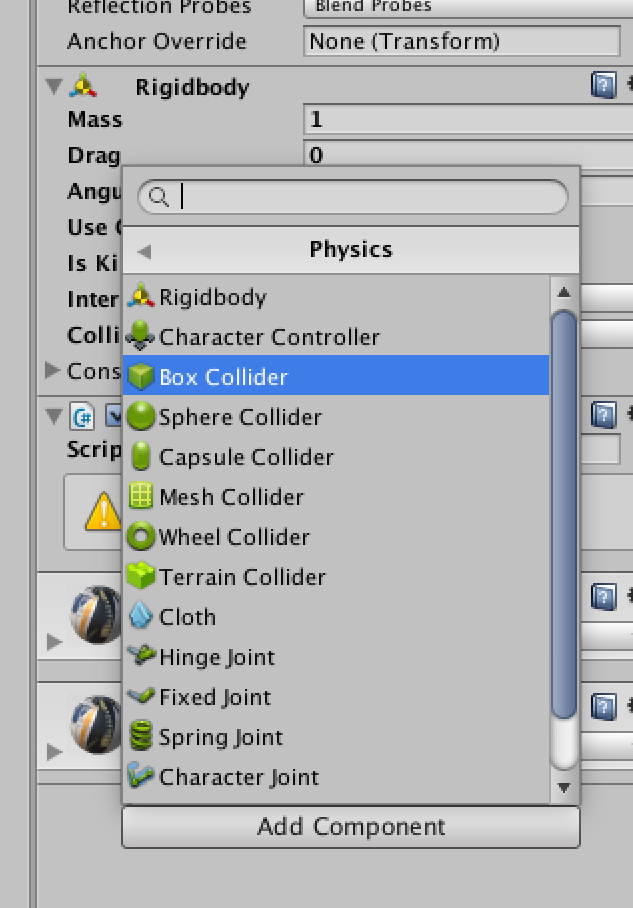 Reflection Probes Blend Probes
Anchor Override None (Transform)
Rigidbody
Mass 1
Drag 0
Angu
Use
Is Ki
Inter
Colli
Cons
C#
Scrip
Physics
Rigidbody
Character Controller
Box Collider
Sphere Collider
Capsule Collider
Mesh Collider
Wheel Collider
Terrain Collider
Cloth
Hinge Joint
Fixed Joint
Spring Joint
Character Joint
Add Component